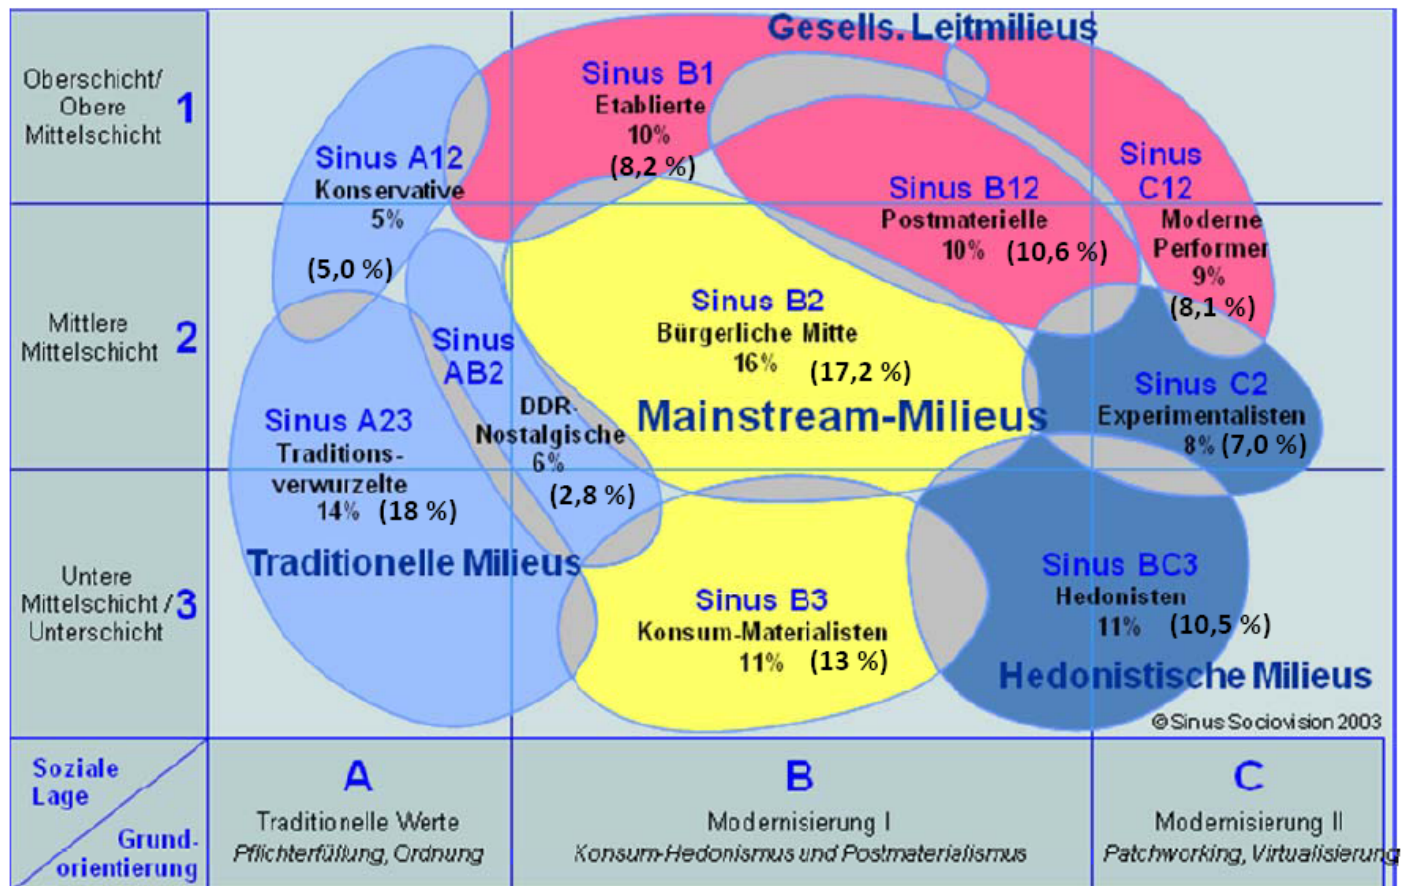 Gesells. Leitmilieus
Oberschicht/
Obere
Mittelschicht
1
Sinus B1
Etablierte
10%
(8,2 %)
Sinus A12
Konservative
5%
(5,0 %)
Sinus B12
Postmaterielle
10% (10,6 %)
Sinus
C12
Moderne
Performer
9%
(8,1 %)
Mittlere
Mittelschicht
2
Sinus
AB2
DDR-
Nostalgische
6%
(2,8 %)
Sinus B2
Bürgerliche Mitte
16% (17,2 %)
Mainstream-Milieus
Sinus C2
Experimentalisten
8% (7,0 %)
Sinus A23
Traditions-
verwurzelte
14% (18 %)
Traditionelle Milieus
Untere
Mittelschicht /
Unterschicht
3
Sinus B3
Konsum-Materialisten
11% (13 %)
Sinus BC3
Hedonisten
11% (10,5 %)
Hedonistische Milieus
©Sinus Sociovision 2003
Soziale
Lage
Grund-
orientierung
A
Traditionelle Werte
Pflichterfüllung, Ordnung
B
Modernisierung I
Konsum-Hedonismus und Postmaterialismus
C
Modernisierung II
Patchworking, Virtualisierung